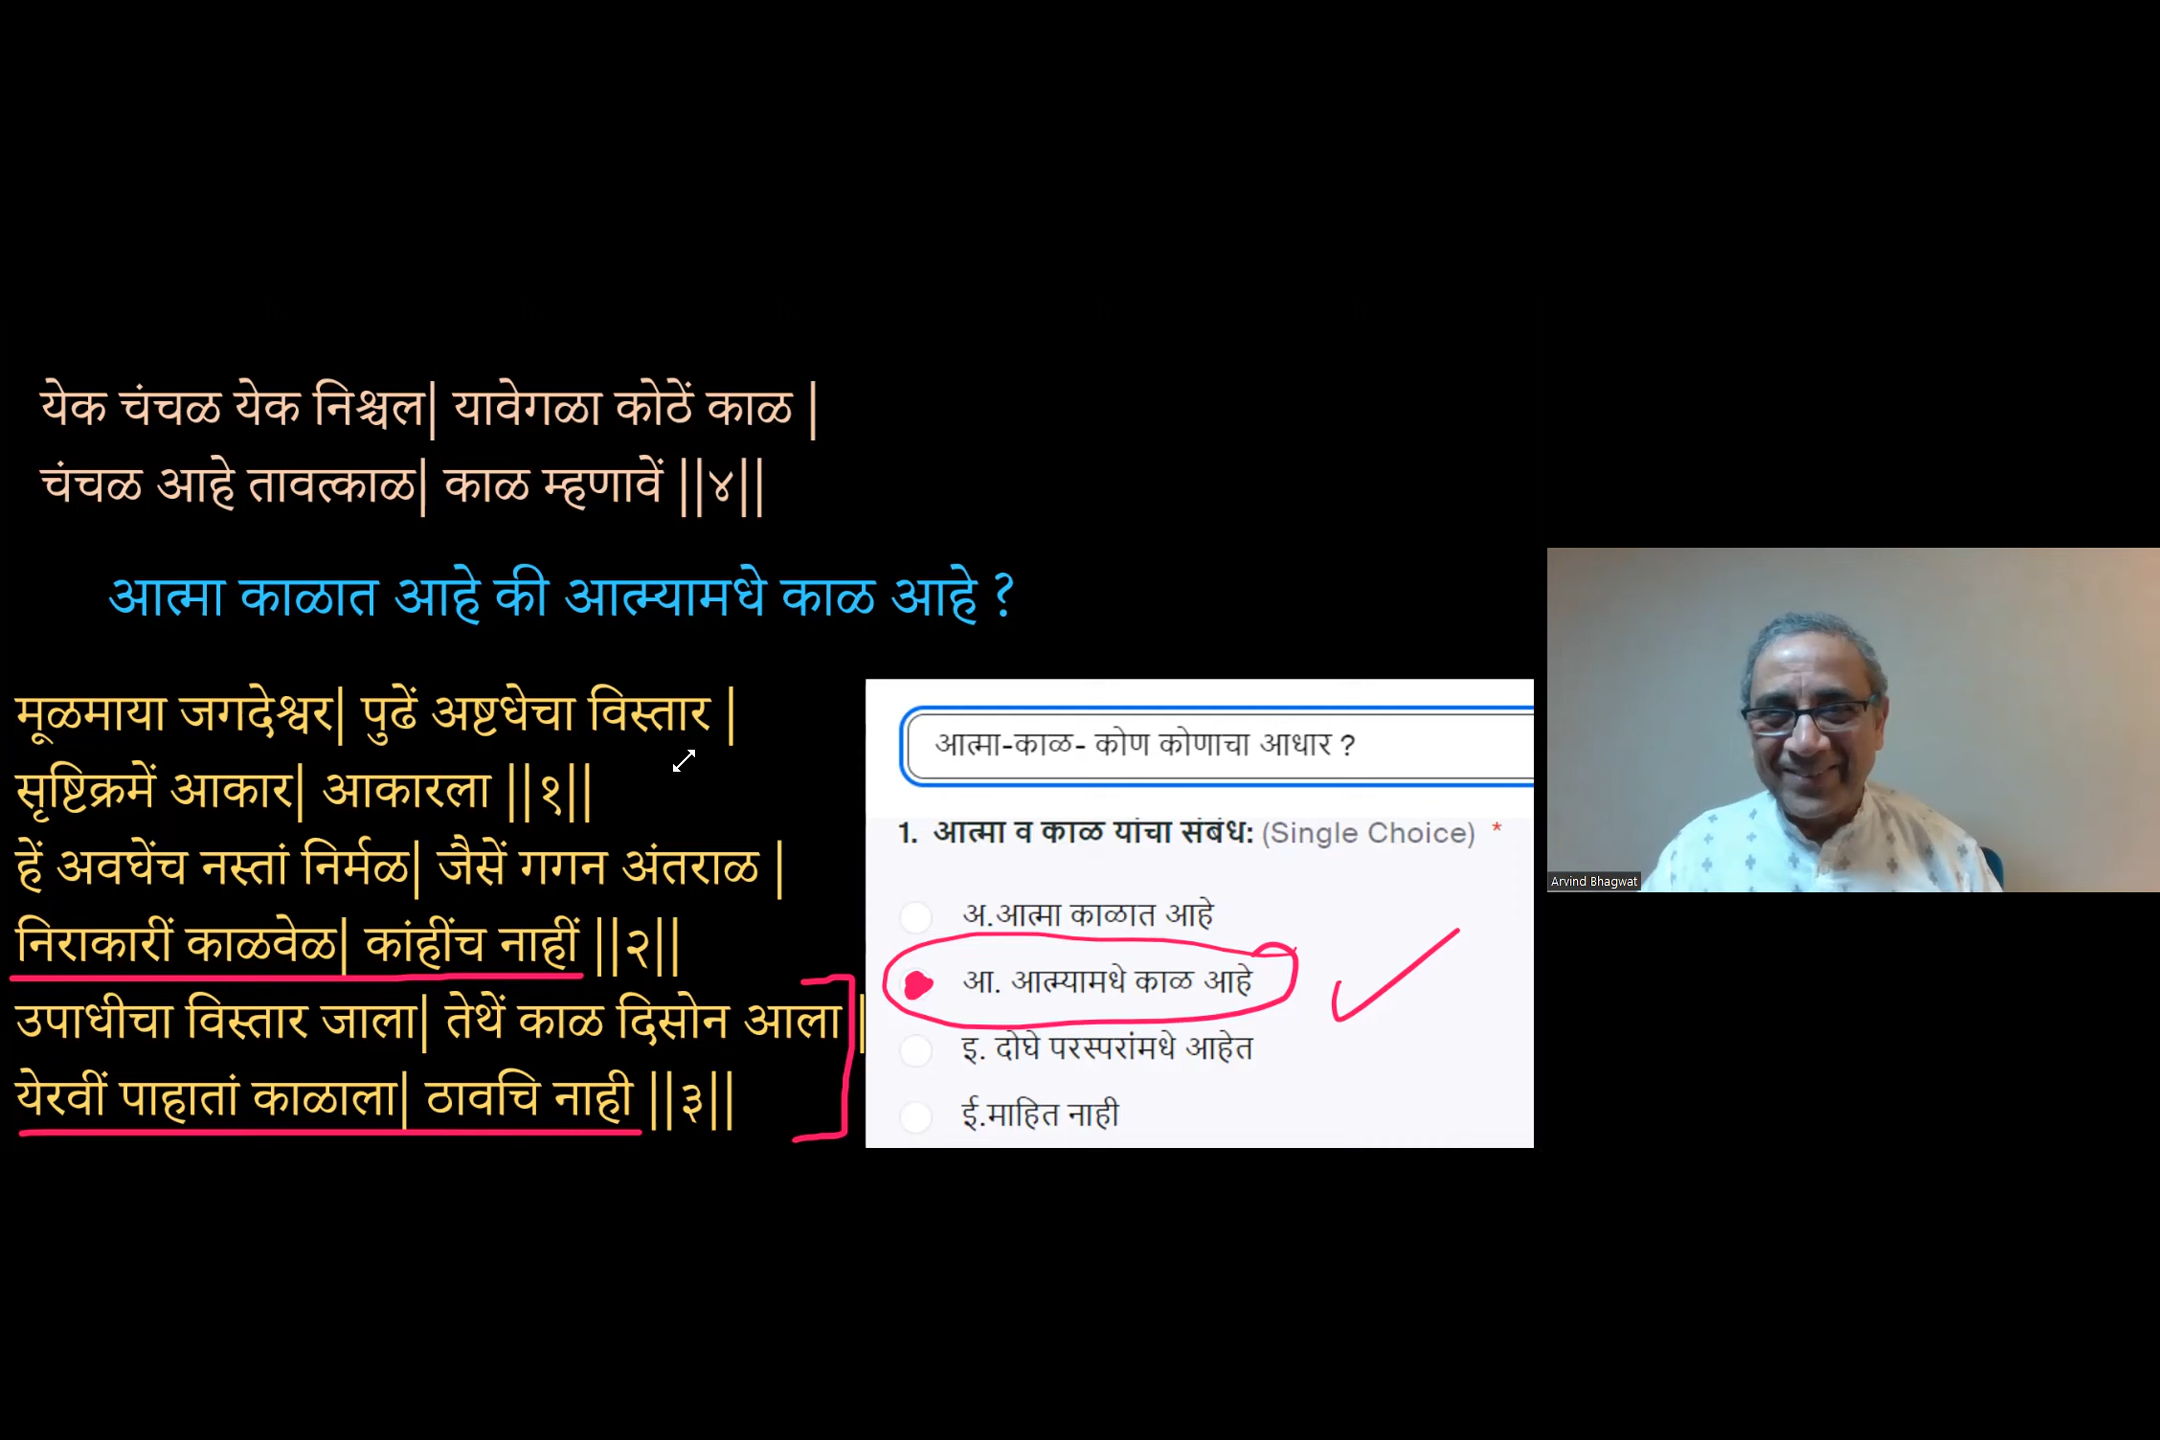 येक चंचळ येक निश्चल| यावेगळा कोठें काळ |
चंचळ आहे तावत्काळ| काळ म्हणावें ||४||
आत्मा काळात आहे की आत्म्यामधे काळ आहे ?
मूळमाया जगदेश्वर| पुढें अष्टधेचा विस्तार |
सृष्टिक्रमें आकार| आकारला ||१||
हें अवघेंच नस्तां निर्मळ| जैसें गगन अंतराळ |
निराकारीं काळवेळ| कांहींच नाहीं ||२||
उपाधीचा विस्तार जाला| तेथें काळ दिसोन आला |
येरवीं पाहातां काळाला| ठावचि नाही ||३||
आत्मा-काळ- कोण कोणाचा आधार ?
1. आत्मा व काळ यांचा संबंध: (Single Choice) *
अ.आत्मा काळात आहे
आ. आत्म्यामधे काळ आहे
इ. दोघे परस्परांमधे आहेत
ई.माहित नाही
Arvind Bhagwat